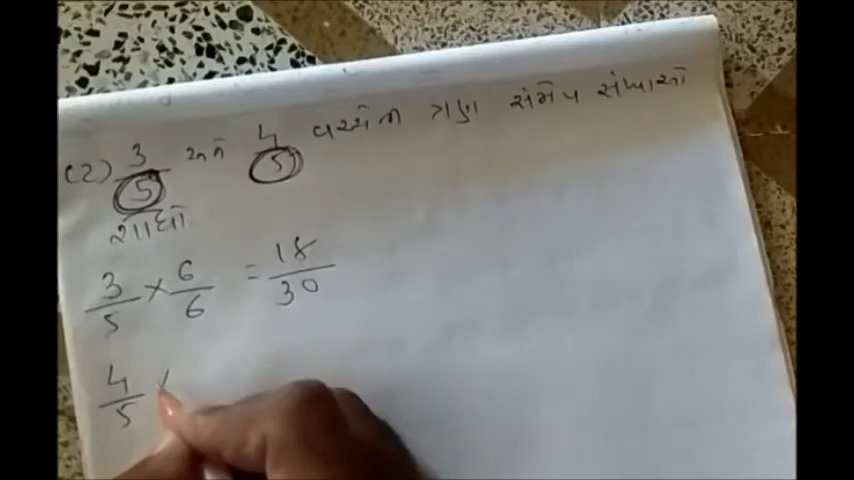 (2) 3/5 અને 4/5 વચ્ચેની ત્રણ સંમેય સંખ્યાઓ
શોધો
3/5 × 6/6 = 18/30
4/5 ×